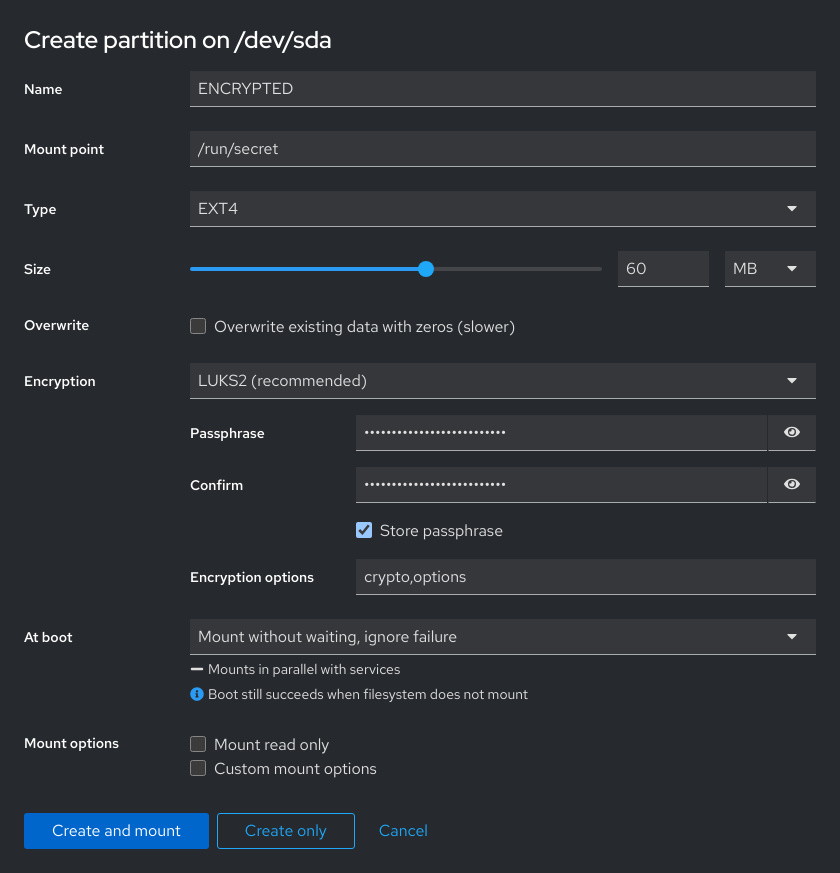 Create partition on /dev/sda
Name
ENCRYPTED
Mount point
/run/secret
Type
EXT4
Size
60
MB
Overwrite
Overwrite existing data with zeros (slower)
Encryption
LUKS2 (recommended)
Passphrase
••••••••••••••••••••••••••
Confirm
••••••••••••••••••••••••••
Store passphrase
Encryption options
crypto,options
At boot
Mount without waiting, ignore failure
Mounts in parallel with services
Boot still succeeds when filesystem does not mount
Mount options
Mount read only
Custom mount options
Create and mount
Create only
Cancel